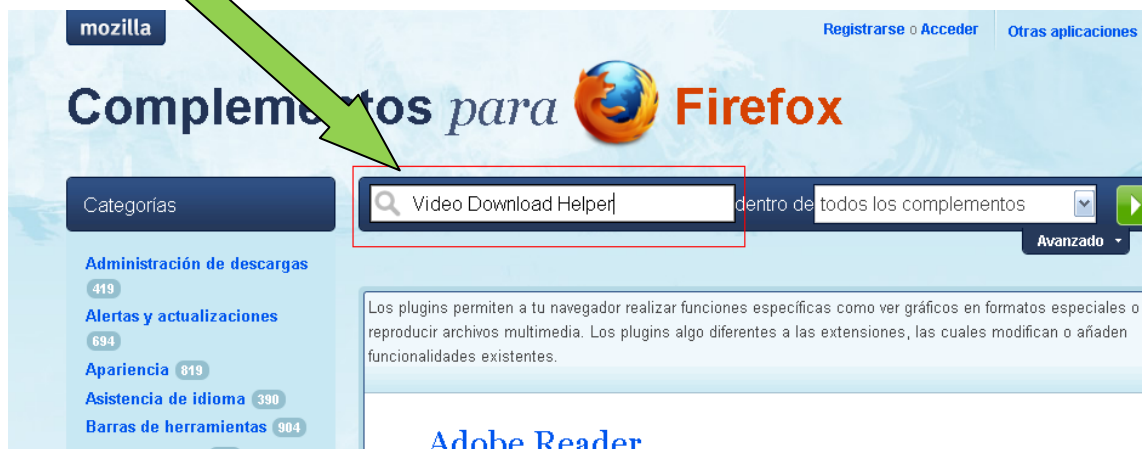 mozilla
Registrarse o Acceder
Otras aplicaciones
para Firefox
Categorías
Video Download Helper
dentro de todos los complementos
Avanzado
Administración de descargas
419
Alertas y actualizaciones
694
Apariencia 819
Asistencia de idioma 390
Barras de herramientas 904
Los plugins permiten a tu navegador realizar funciones específicas como ver gráficos en formatos especiales o
reproducir archivos multimedia. Los plugins algo diferentes a las extensiones, las cuales modifican o añaden
funcionalidades existentes.
Adobe Reader